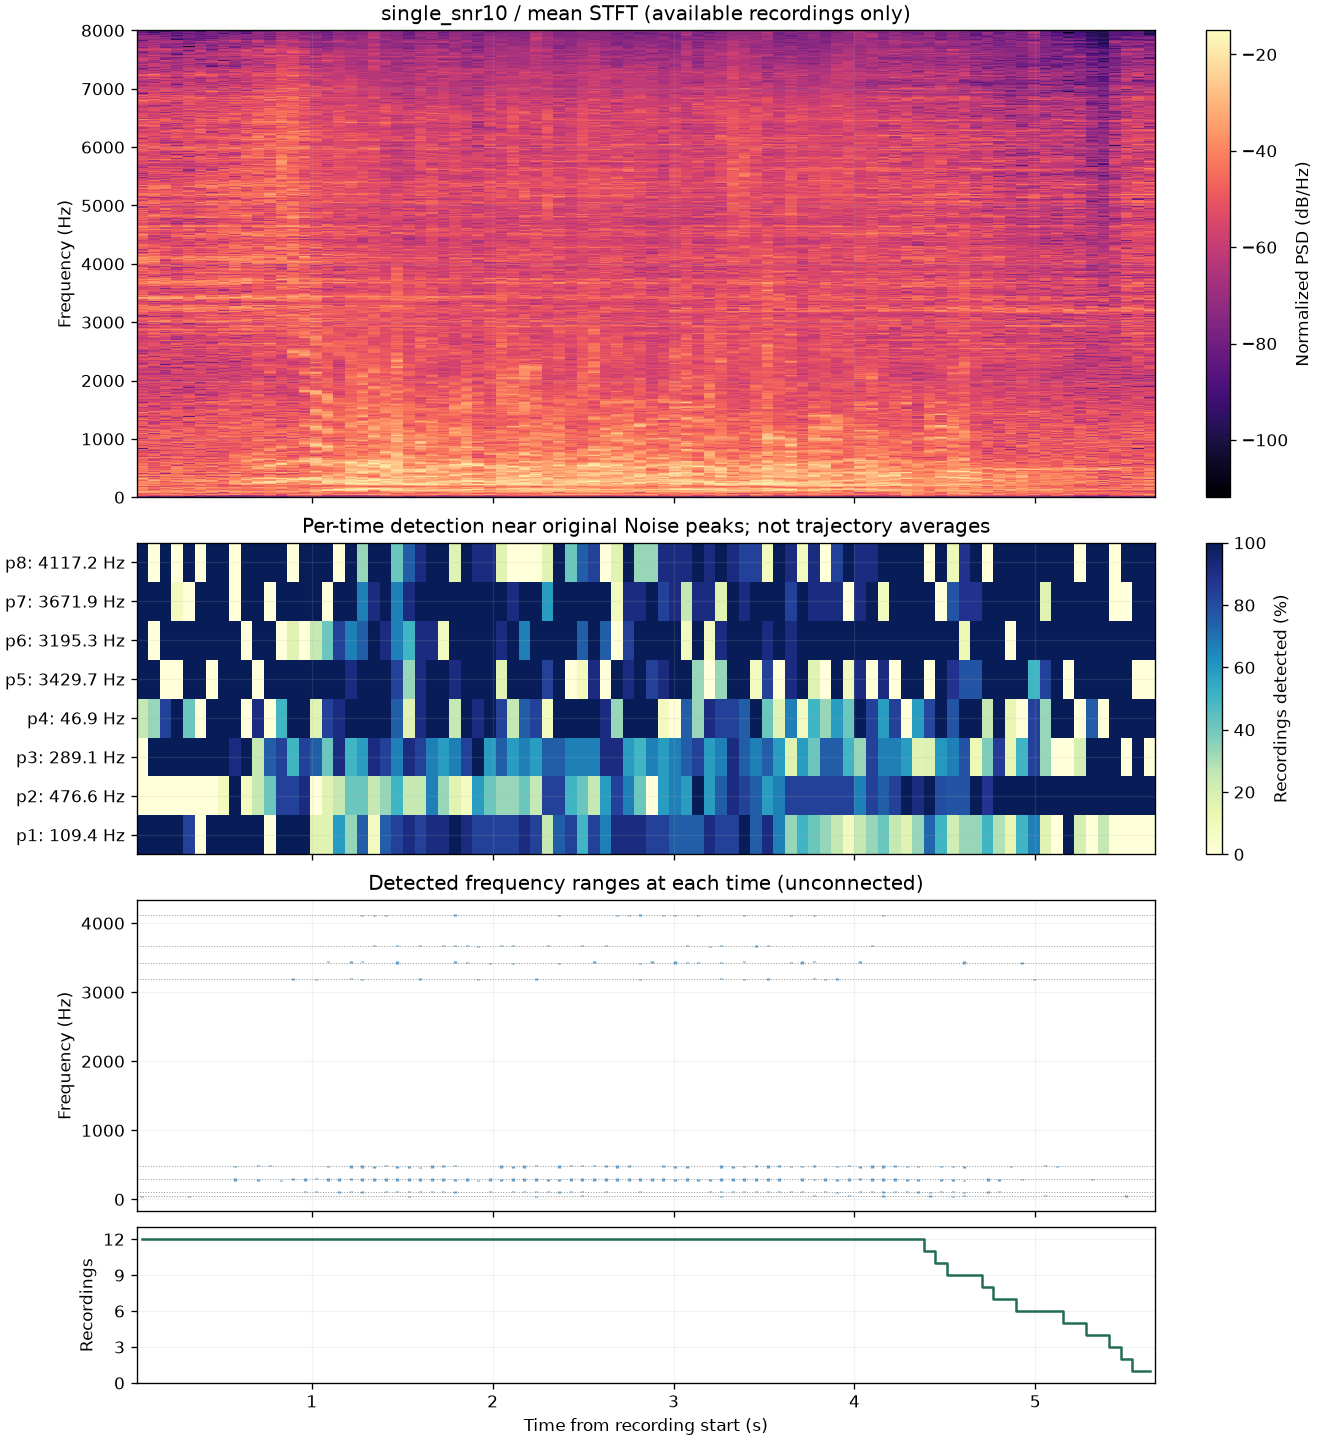 single_snr10 / mean STFT (available recordings only)
8000
7000
6000
5000
4000
3000
2000
1000
0
Frequency (Hz)
−20
−40
−60
−80
−100
Normalized PSD (dB/Hz)
Per-time detection near original Noise peaks; not trajectory averages
p8: 4117.2 Hz
p7: 3671.9 Hz
p6: 3195.3 Hz
p5: 3429.7 Hz
p4: 46.9 Hz
p3: 289.1 Hz
p2: 476.6 Hz
p1: 109.4 Hz
100
80
60
40
20
0
Recordings detected (%)
Detected frequency ranges at each time (unconnected)
4000
3000
2000
1000
0
Frequency (Hz)
12
9
6
3
0
Recordings
1
2
3
4
5
Time from recording start (s)